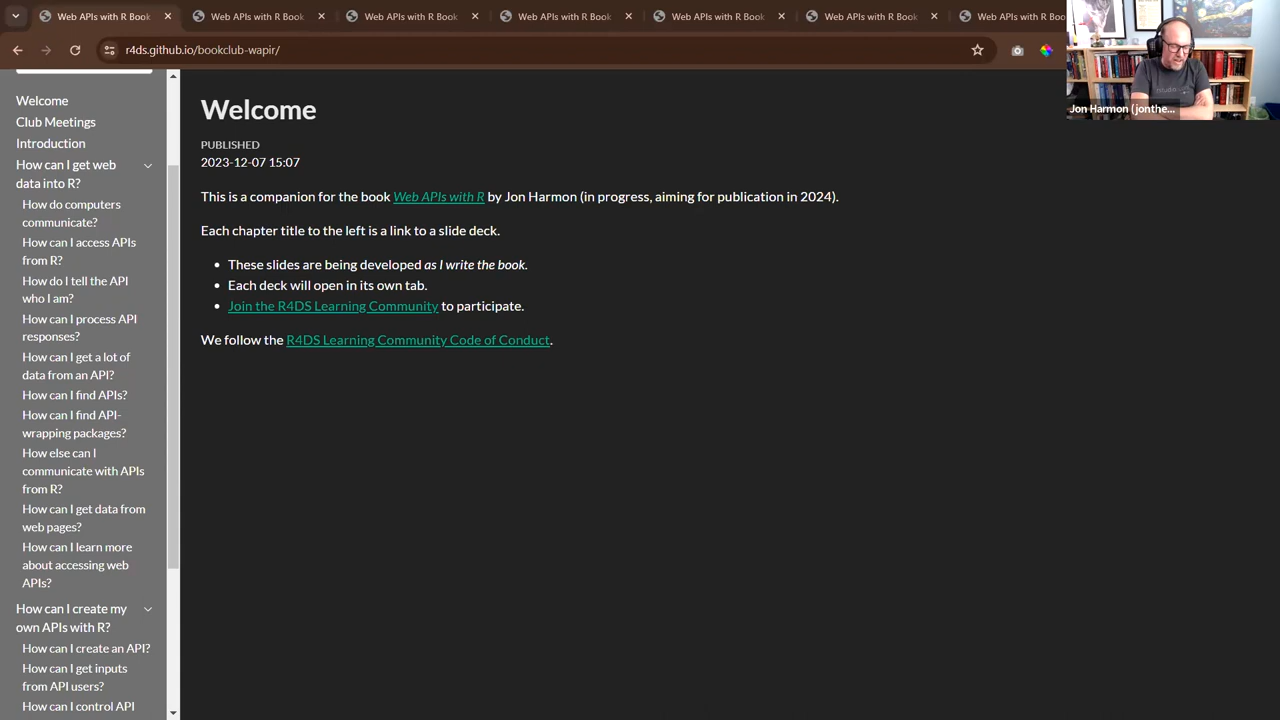 Web APIs with R Book
Web APIs with R Book
Web APIs with R Book
Web APIs with R Book
Web APIs with R Book
Web APIs with R Book
Web APIs with R Boo
r4ds.github.io/bookclub-wapir/
Jon Harmon (jonthe...
Welcome
Club Meetings
Introduction
How can I get web
data into R?
How do computers
communicate?
How can I access APIs
from R?
How do I tell the API
who I am?
How can I process API
responses?
How can I get a lot of
data from an API?
How can I find APIs?
How can I find API-
wrapping packages?
How else can I
communicate with APIs
from R?
How can I get data from
web pages?
How can I learn more
about accessing web
APIs?
How can I create my
own APIs with R?
How can I create an API?
How can I get inputs
from API users?
How can I control API
Welcome
PUBLISHED
2023-12-07 15:07
This is a companion for the book Web APIs with R by Jon Harmon (in progress, aiming for publication in 2024).
Each chapter title to the left is a link to a slide deck.
These slides are being developed as I write the book.
Each deck will open in its own tab.
Join the R4DS Learning Community to participate.
We follow the R4DS Learning Community Code of Conduct.